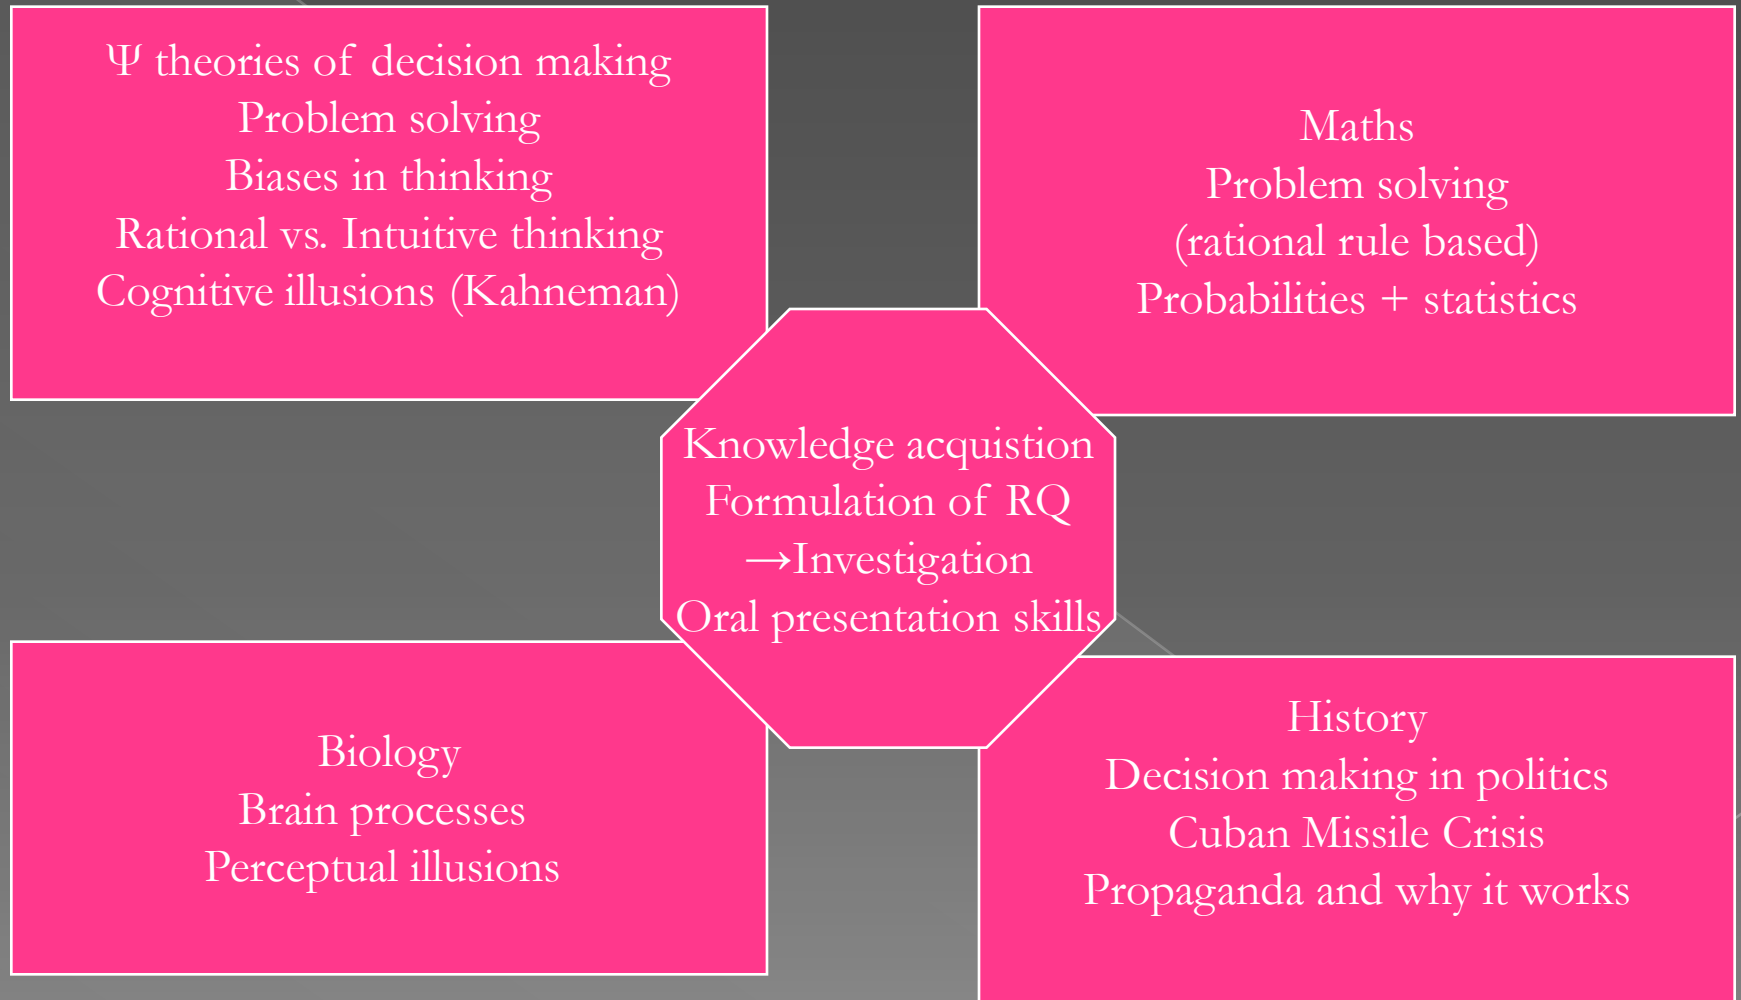 Ψ theories of decision making
Problem solving
Biases in thinking
Rational vs. Intuitive thinking
Cognitive illusions (Kahneman)
Maths
Problem solving
(rational rule based)
Probabilities + statistics
Knowledge acquistion
Formulation of RQ
→Investigation
Oral presentation skills
Biology
Brain processes
Perceptual illusions
History
Decision making in politics
Cuban Missile Crisis
Propaganda and why it works